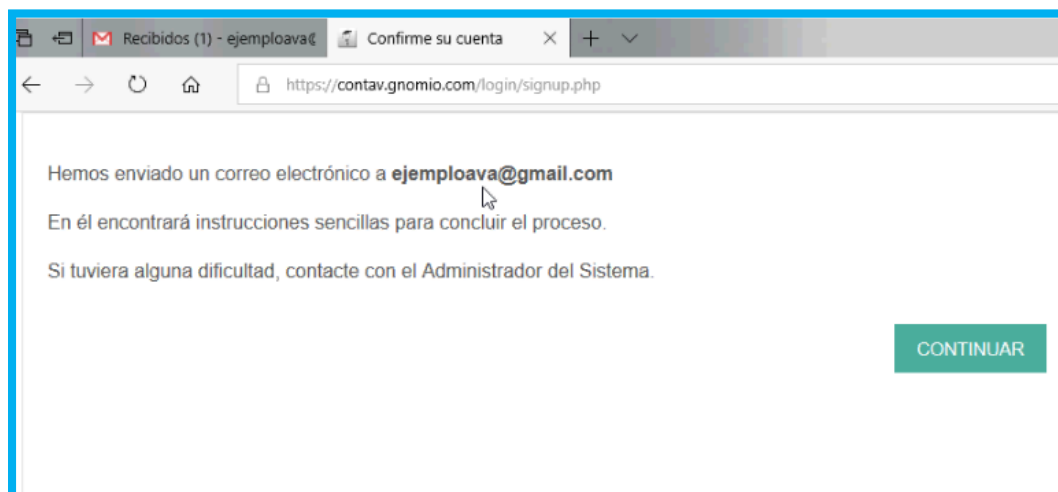 Recibidos (1) - ejemploava
Confirme su cuenta
https://contav.gnomio.com/login/signup.php
Hemos enviado un correo electrónico a ejemploava@gmail.com
En él encontrará instrucciones sencillas para concluir el proceso.
Si tuviera alguna dificultad, contacte con el Administrador del Sistema.
CONTINUAR